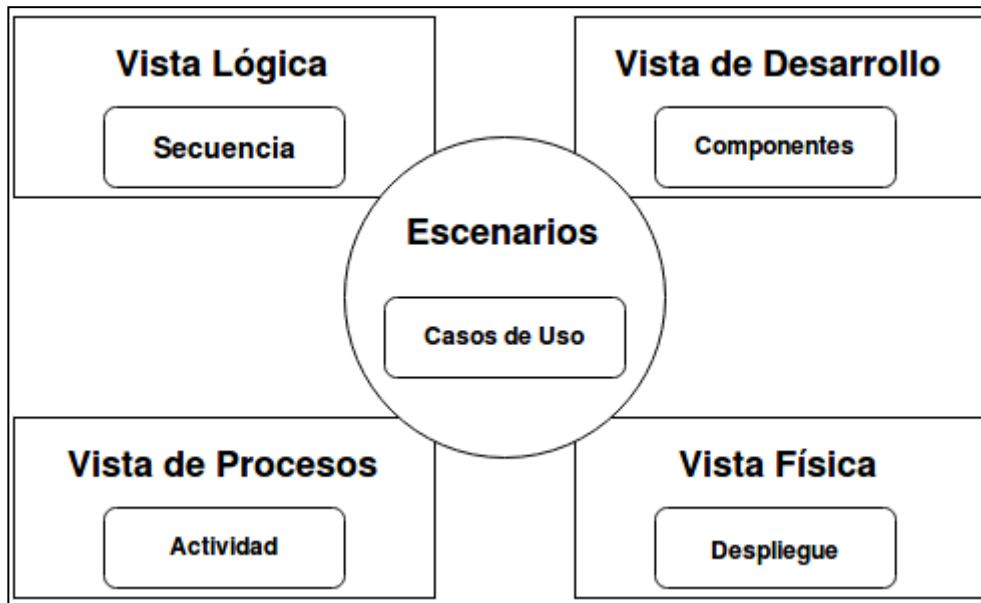 Vista Lógica
Secuencia
Vista de Desarrollo
Componentes
Escenarios
Casos de Uso
Vista de Procesos
Actividad
Vista Física
Despliegue